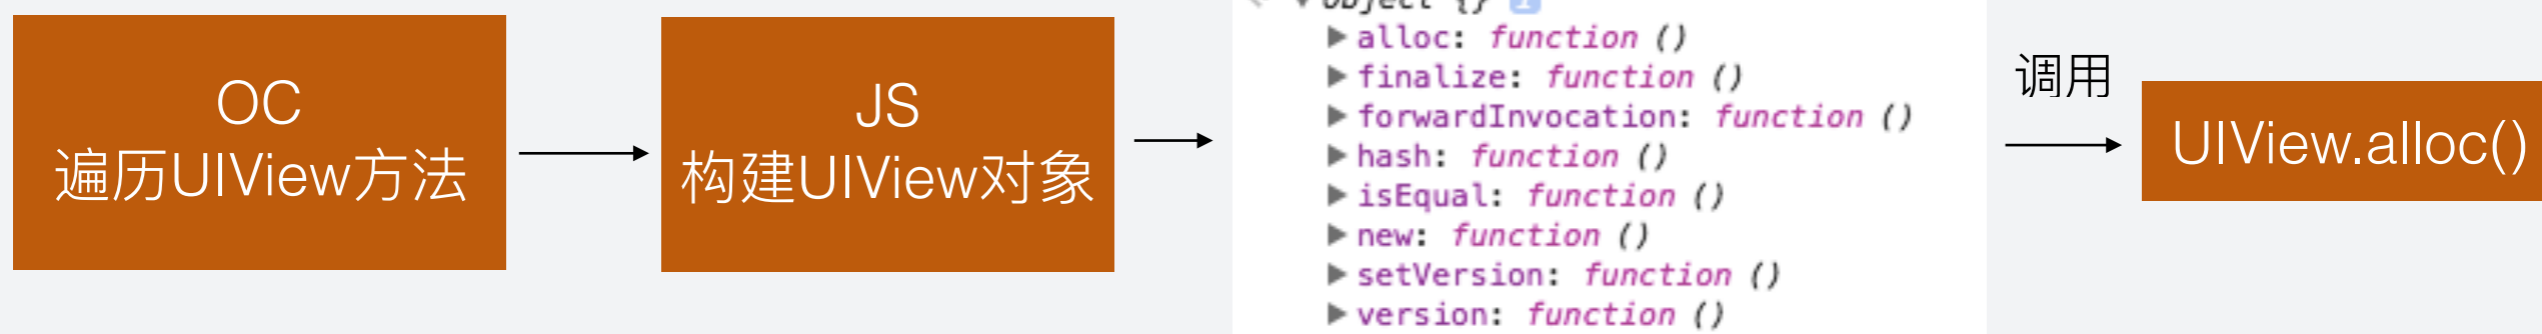 OC
遍历UIView方法
JS
构建UIView对象
Object {}
alloc: function ()
finalize: function ()
forwardInvocation: function ()
hash: function ()
isEqual: function ()
new: function ()
setVersion: function ()
version: function ()
调用
UIView.alloc()